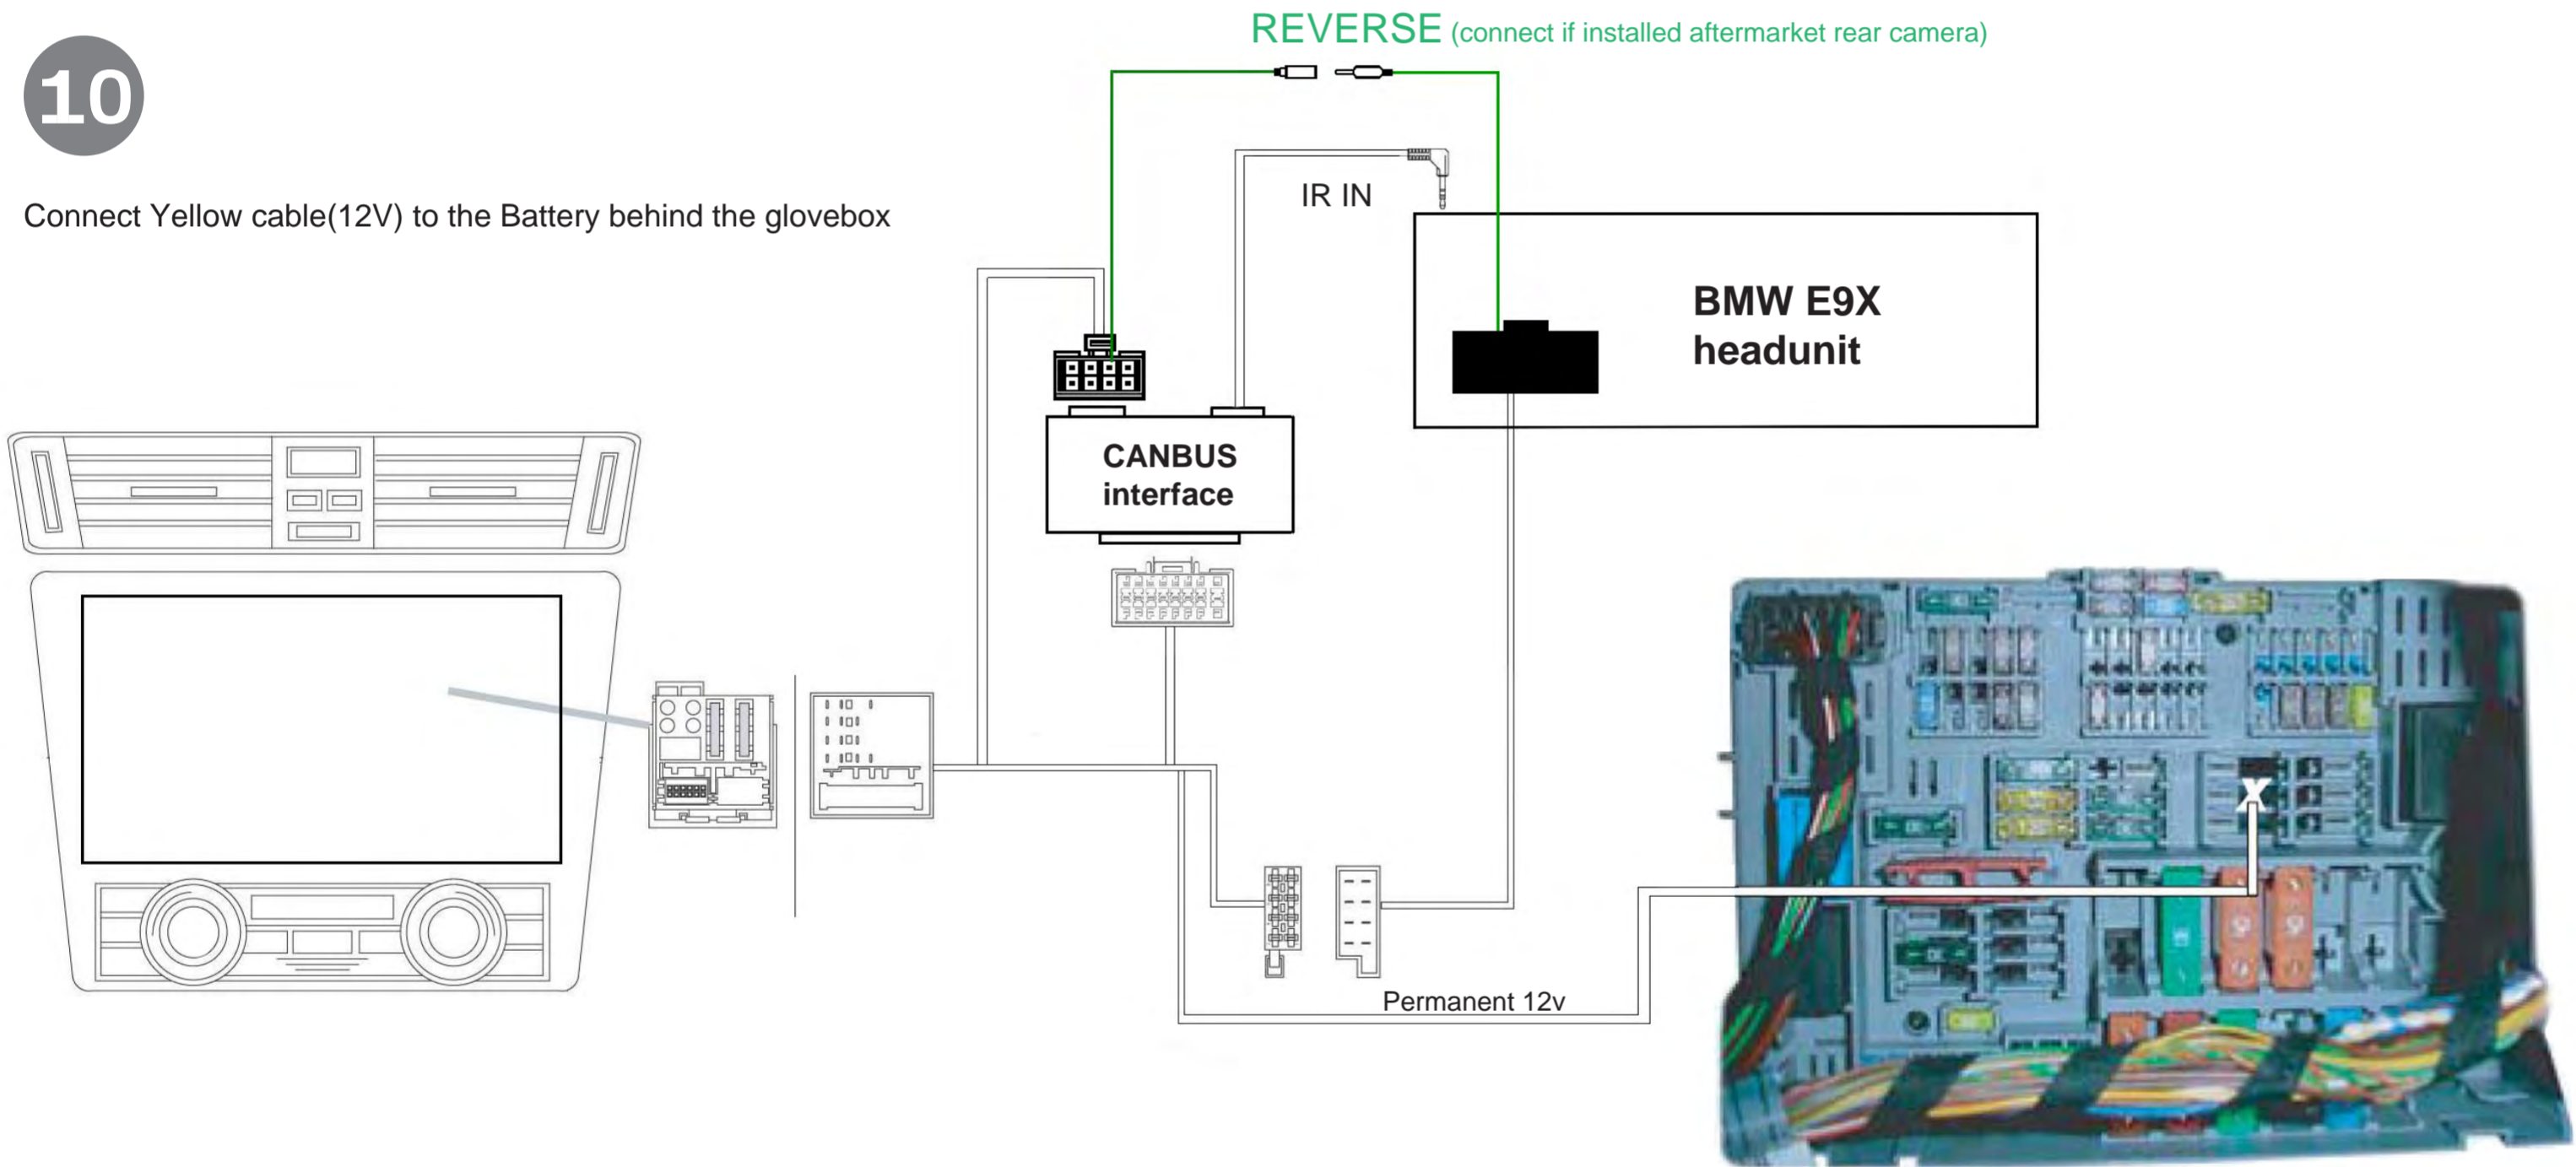 REVERSE (connect if installed aftermarket rear camera)
10
Connect Yellow cable(12V) to the Battery behind the glovebox
IR IN
BMW E9X
headunit
CANBUS
interface
X
Permanent 12v